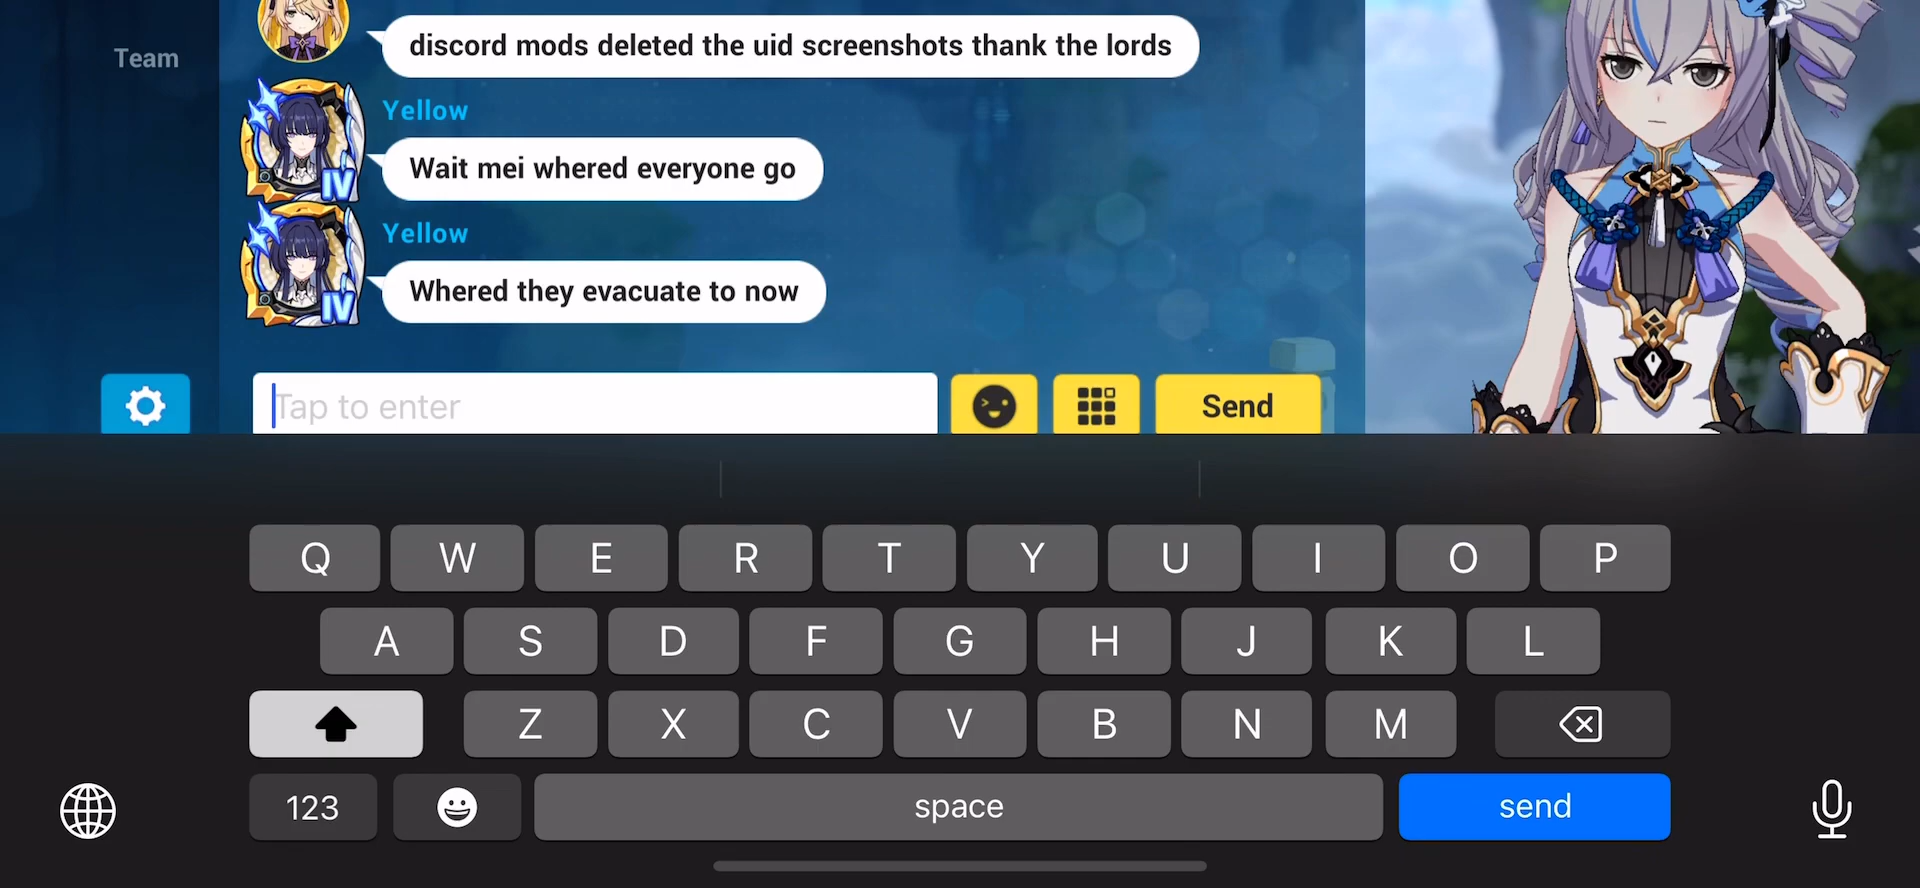 discord mods deleted the uid screenshots thank the lords
Team
Yellow
Wait mei whered everyone go
IV
Yellow
Whered they evacuate to now
IV
Tap to enter
Send
Q W E R T Y U I O P
A S D F G H J K L
Z X C V B N M
123 space send